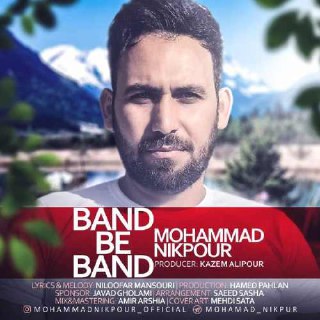 BAND
BE
BAND
MOHAMMAD
NIKPOUR
PRODUCER: KAZEM ALIPOUR
LYRICS & MELODY: NILOOFAR MANSOURI | PRODUCTION: HAMED PAHLAN
SPONSOR: JAVAD GHOLAMI | ARRANGEMENT: SAEED SASHA
MIX&MASTERING: AMIR ARSHIA | COVER ART: MEHDI SATA
MOHAMMADNIKPOUR_OFFICIAL MOHAMAD_NIKPUR